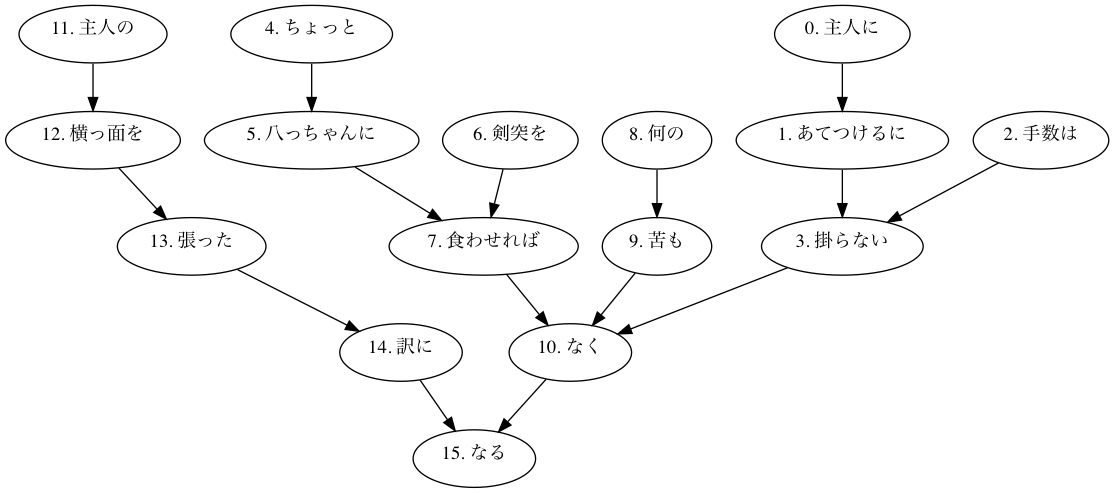 11. 主人の
4. ちょっと
0. 主人に
12. 横っ面を
5. 八っちゃんに
6. 剣突を
8. 何の
1. あてつけるに
2. 手数は
13. 張った
7. 食わせれば
9. 苦も
3. 掛らない
14. 訳に
10. なく
15. なる